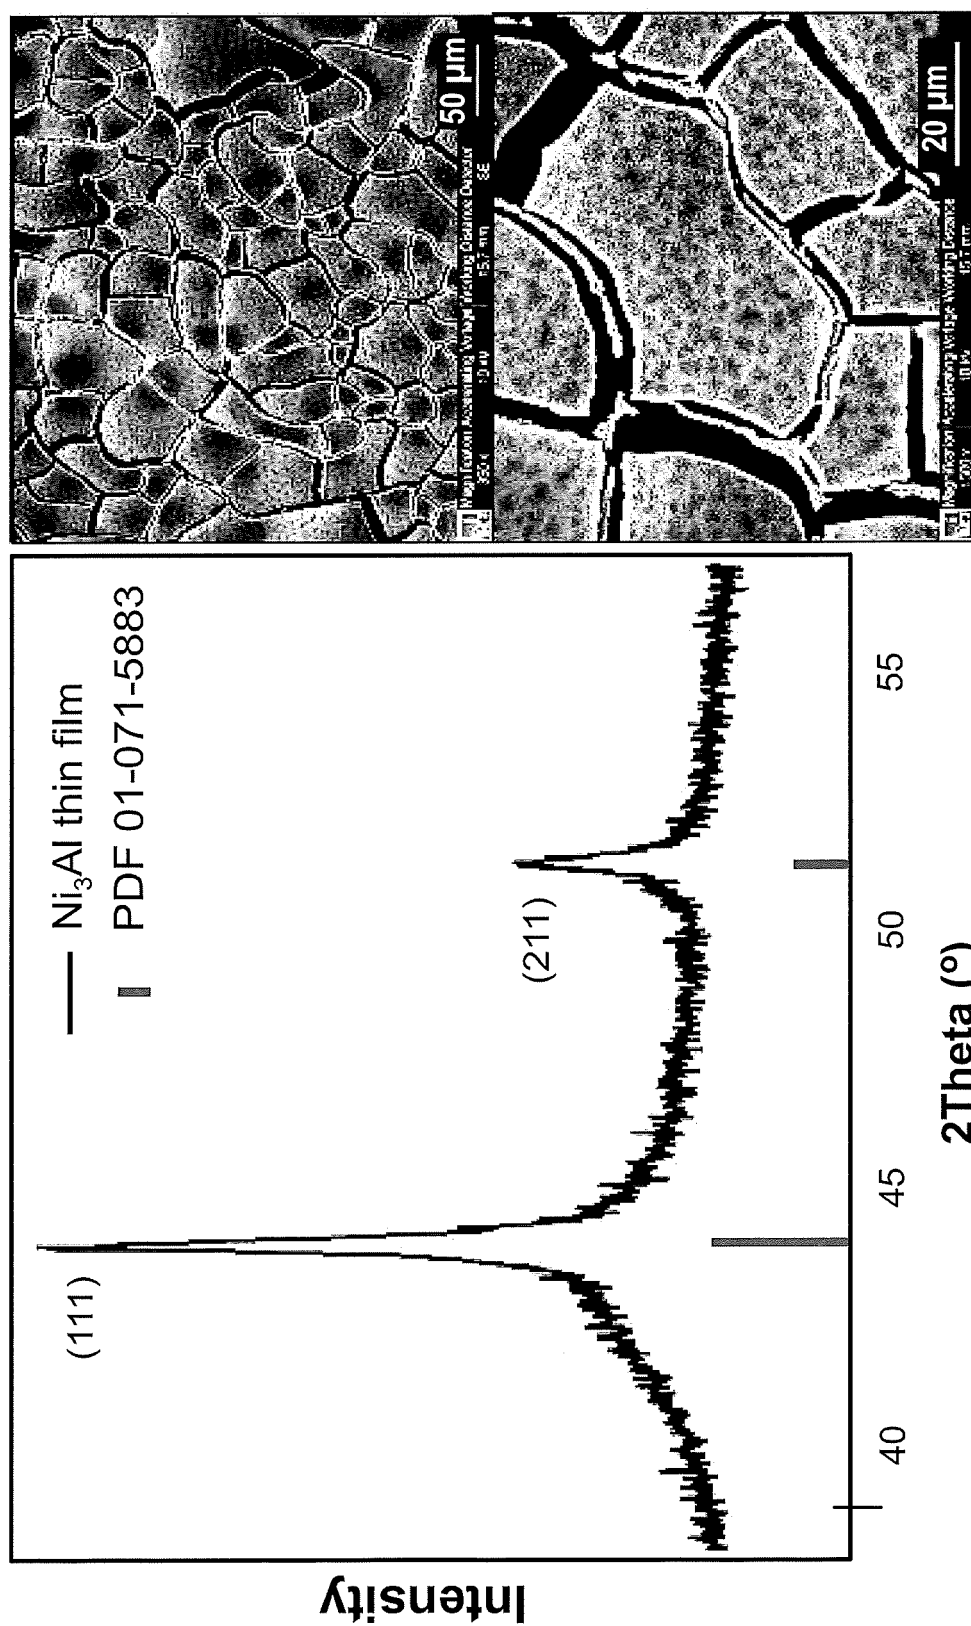 Intensity
(111)
(211)
Ni₃Al thin film
PDF 01-071-5883
40
45
50
55
2Theta (º)
50 µm
20 µm